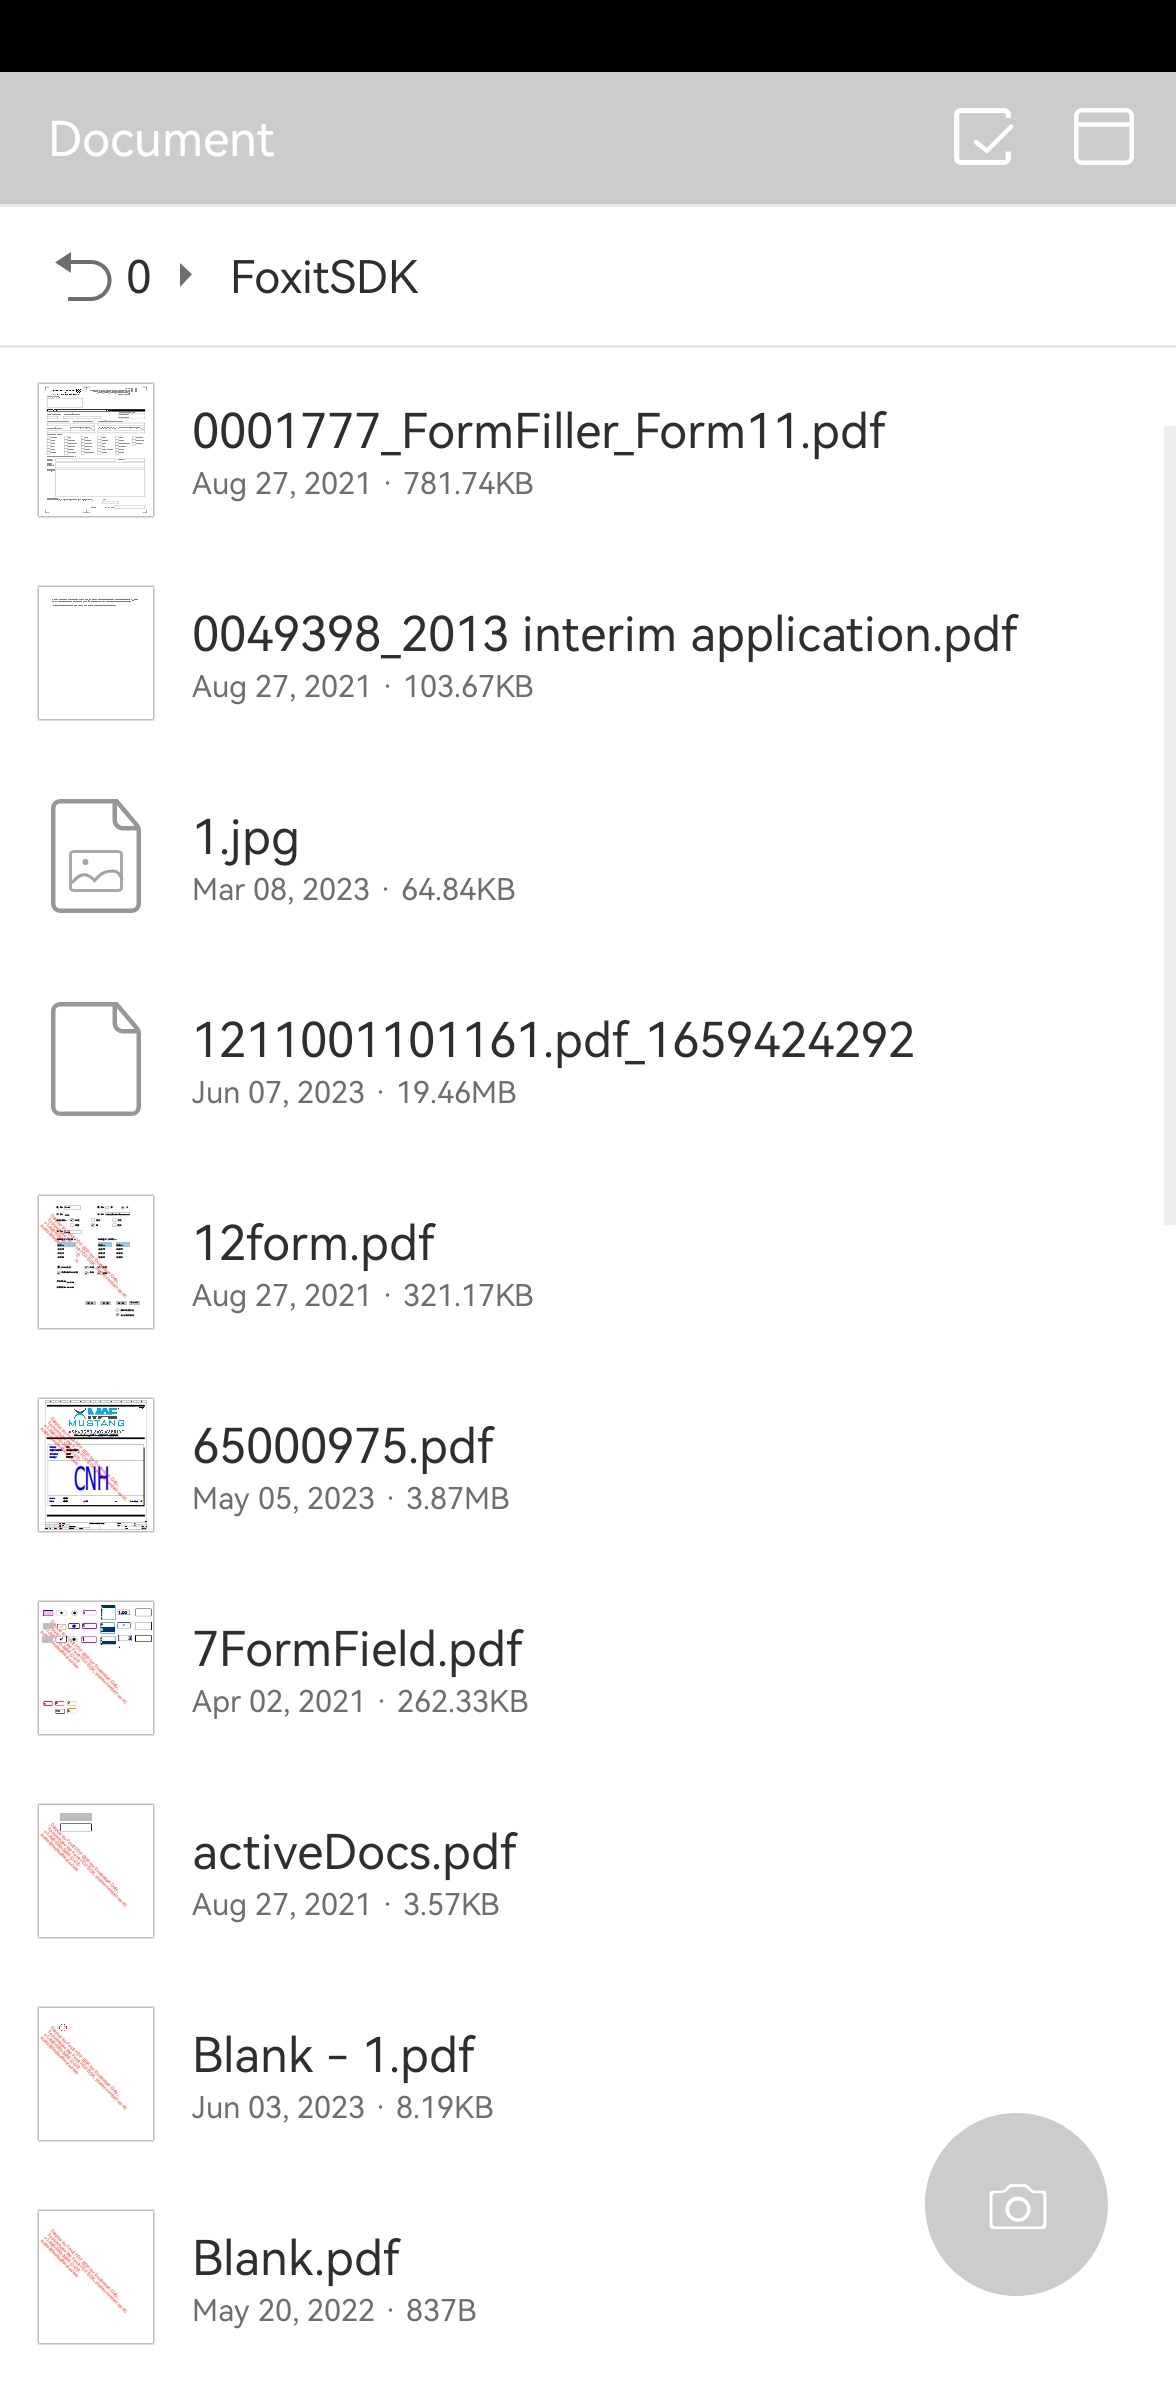 Document
0 FoxitSDK
0001777_FormFiller_Form11.pdf
Aug 27, 2021 · 781.74KB
0049398_2013 interim application.pdf
Aug 27, 2021 · 103.67KB
1.jpg
Mar 08, 2023 · 64.84KB
1211001101161.pdf_1659424292
Jun 07, 2023 · 19.46MB
12form.pdf
Aug 27, 2021 · 321.17KB
MUSTANG
CNH
65000975.pdf
May 05, 2023 · 3.87MB
7FormField.pdf
Apr 02, 2021 · 262.33KB
activeDocs.pdf
Aug 27, 2021 · 3.57KB
Blank - 1.pdf
Jun 03, 2023 · 8.19KB
Blank.pdf
May 20, 2022 · 837B